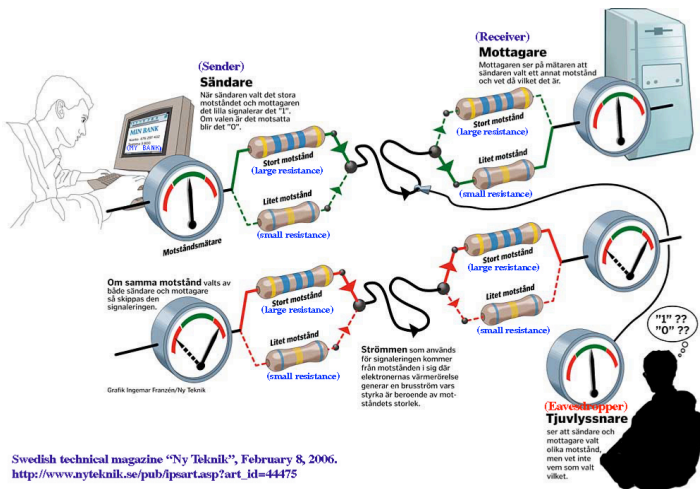 (Sender)
Sändare
När sändaren valt det stora
motståndet och mottagaren
det lilla signalerar det "1".
Om valen är det motsatta
blir det "0".
(Receiver)
Mottagare
Mottagaren ser på mätaren att
sändaren valt ett annat motstånd
och vet då vilket det är.
MIN BANK
(MY BANK)
Stort motstånd
(large resistance)
Litet motstånd
(small resistance)
Motståndsmätare
Stort motstånd
(large resistance)
Litet motstånd
(small resistance)
Om samma motstånd valts av
både sändare och mottagare
så skippas den
signaleringen.
Stort motstånd
(large resistance)
Litet motstånd
(small resistance)
Stort motstånd
(large resistance)
Litet motstånd
(small resistance)
Strömmen som används
för signaleringen kommer
från motstånden i sig där
elektronernas värmerörelse
generar en brusström vars
styrka är beroende av mot-
ståndets storlek.
"1" ??
"0" ??
(Eavesdropper)
Tjuvlyssnare
ser att sändare och
mottagare valt
olika motstånd,
men vet inte
vem som valt
vilket.
Grafik Ingemar Franzén/Ny Teknik
Swedish technical magazine “Ny Teknik”, February 8, 2006.
http://www.nyteknik.se/pub/ipsart.asp?art_id=44475